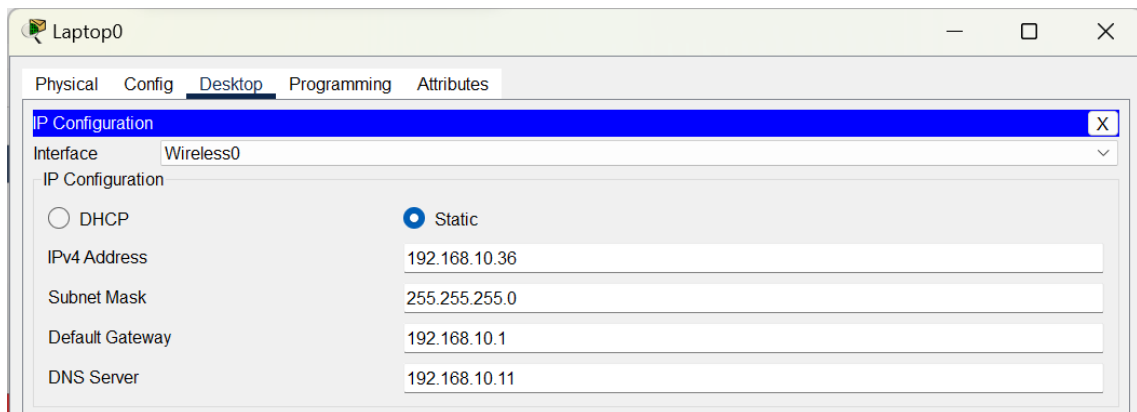 Laptop0
Physical Config Desktop Programming Attributes
IP Configuration X
Interface Wireless0
IP Configuration
DHCP Static
IPv4 Address 192.168.10.36
Subnet Mask 255.255.255.0
Default Gateway 192.168.10.1
DNS Server 192.168.10.11